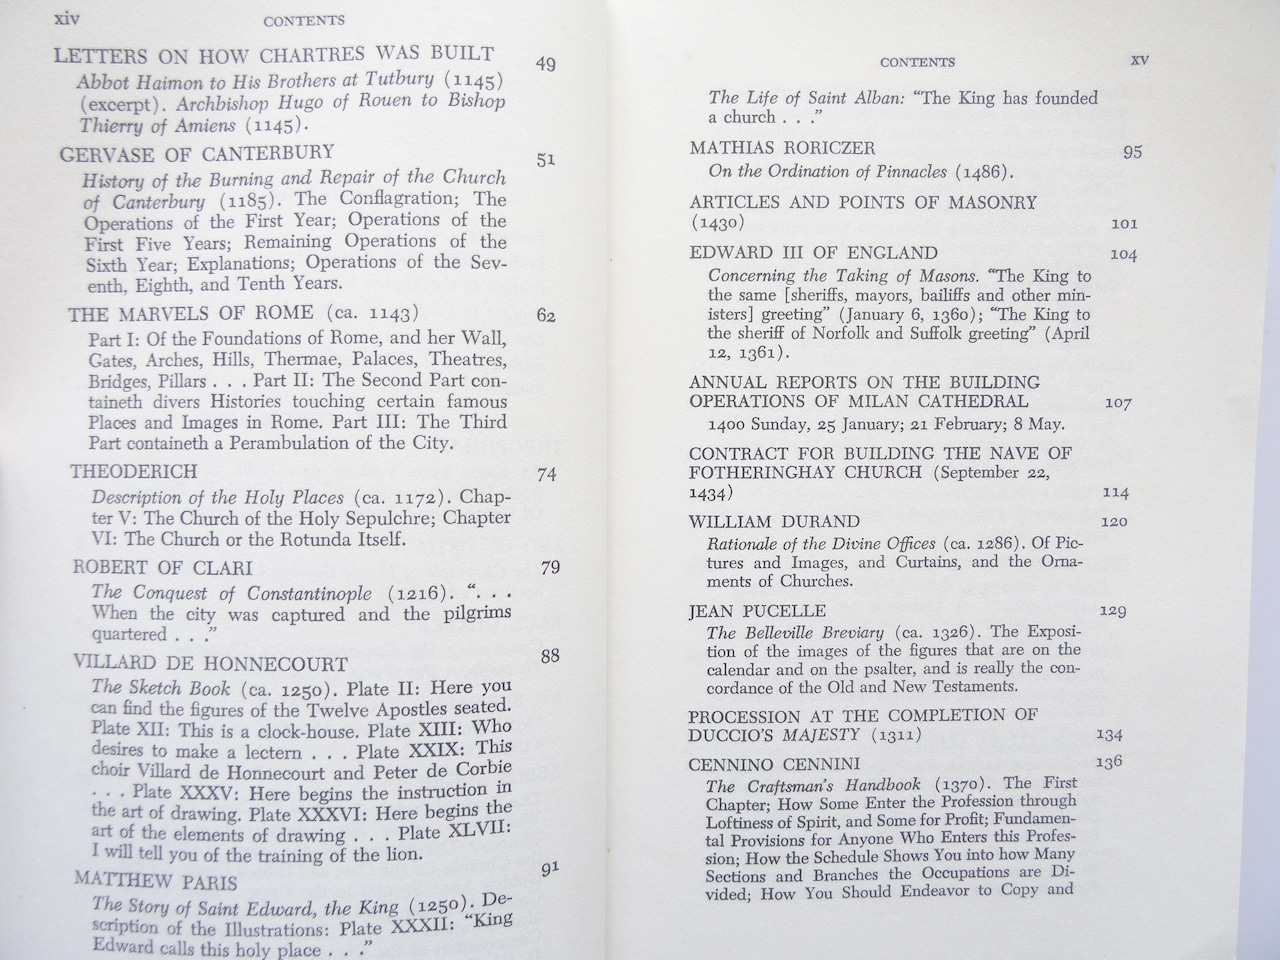 xiv CONTENTS
LETTERS ON HOW CHARTRES WAS BUILT 49
Abbot Haimon to His Brothers at Tutbury (1145)
(excerpt). Archbishop Hugo of Rouen to Bishop
Thierry of Amiens (1145).
GERVASE OF CANTERBURY 51
History of the Burning and Repair of the Church
of Canterbury (1185). The Conflagration; The
Operations of the First Year; Operations of the
First Five Years; Remaining Operations of the
Sixth Year; Explanations; Operations of the Sev-
enth, Eighth, and Tenth Years.
THE MARVELS OF ROME (ca. 1143) 62
Part I: Of the Foundations of Rome, and her Wall,
Gates, Arches, Hills, Thermae, Palaces, Theatres,
Bridges, Pillars . . . Part II: The Second Part con-
taineth divers Histories touching certain famous
Places and Images in Rome. Part III: The Third
Part containeth a Perambulation of the City.
THEODERICH 74
Description of the Holy Places (ca. 1172). Chap-
ter V: The Church of the Holy Sepulchre; Chapter
VI: The Church or the Rotunda Itself.
ROBERT OF CLARI 79
The Conquest of Constantinople (1216). “. . .
When the city was captured and the pilgrims
quartered . . .”
VILLARD DE HONNECOURT 88
The Sketch Book (ca. 1250). Plate II: Here you
can find the figures of the Twelve Apostles seated.
Plate XII: This is a clock-house. Plate XIII: Who
desires to make a lectern . . . Plate XXIX: This
choir Villard de Honnecourt and Peter de Corbie
. . . Plate XXXV: Here begins the instruction in
the art of drawing. Plate XXXVI: Here begins the
art of the elements of drawing . . . Plate XLVII:
I will tell you of the training of the lion.
MATTHEW PARIS 91
The Story of Saint Edward, the King (1250). De-
scription of the Illustrations: Plate XXXII: “King
Edward calls this holy place . . .”
CONTENTS xv
The Life of Saint Alban: “The King has founded
a church . . .”
MATHIAS RORICZER 95
On the Ordination of Pinnacles (1486).
ARTICLES AND POINTS OF MASONRY
(1430) 101
EDWARD III OF ENGLAND 104
Concerning the Taking of Masons. “The King to
the same [sheriffs, mayors, bailiffs and other min-
isters] greeting” (January 6, 1360); “The King to
the sheriff of Norfolk and Suffolk greeting” (April
12, 1361).
ANNUAL REPORTS ON THE BUILDING
OPERATIONS OF MILAN CATHEDRAL 107
1400 Sunday, 25 January; 21 February; 8 May.
CONTRACT FOR BUILDING THE NAVE OF
FOTHERINGHAY CHURCH (September 22,
1434) 114
WILLIAM DURAND 120
Rationale of the Divine Offices (ca. 1286). Of Pic-
tures and Images, and Curtains, and the Orna-
ments of Churches.
JEAN PUCELLE 129
The Belleville Breviary (ca. 1326). The Exposi-
tion of the images of the figures that are on the
calendar and on the psalter, and is really the con-
cordance of the Old and New Testaments.
PROCESSION AT THE COMPLETION OF
DUCCIO'S MAJESTY (1311) 134
CENNINO CENNINI 136
The Craftsman's Handbook (1370). The First
Chapter; How Some Enter the Profession through
Loftiness of Spirit, and Some for Profit; Fundamen-
tal Provisions for Anyone Who Enters this Profes-
sion; How the Schedule Shows You into how Many
Sections and Branches the Occupations are Di-
vided; How You Should Endeavor to Copy and